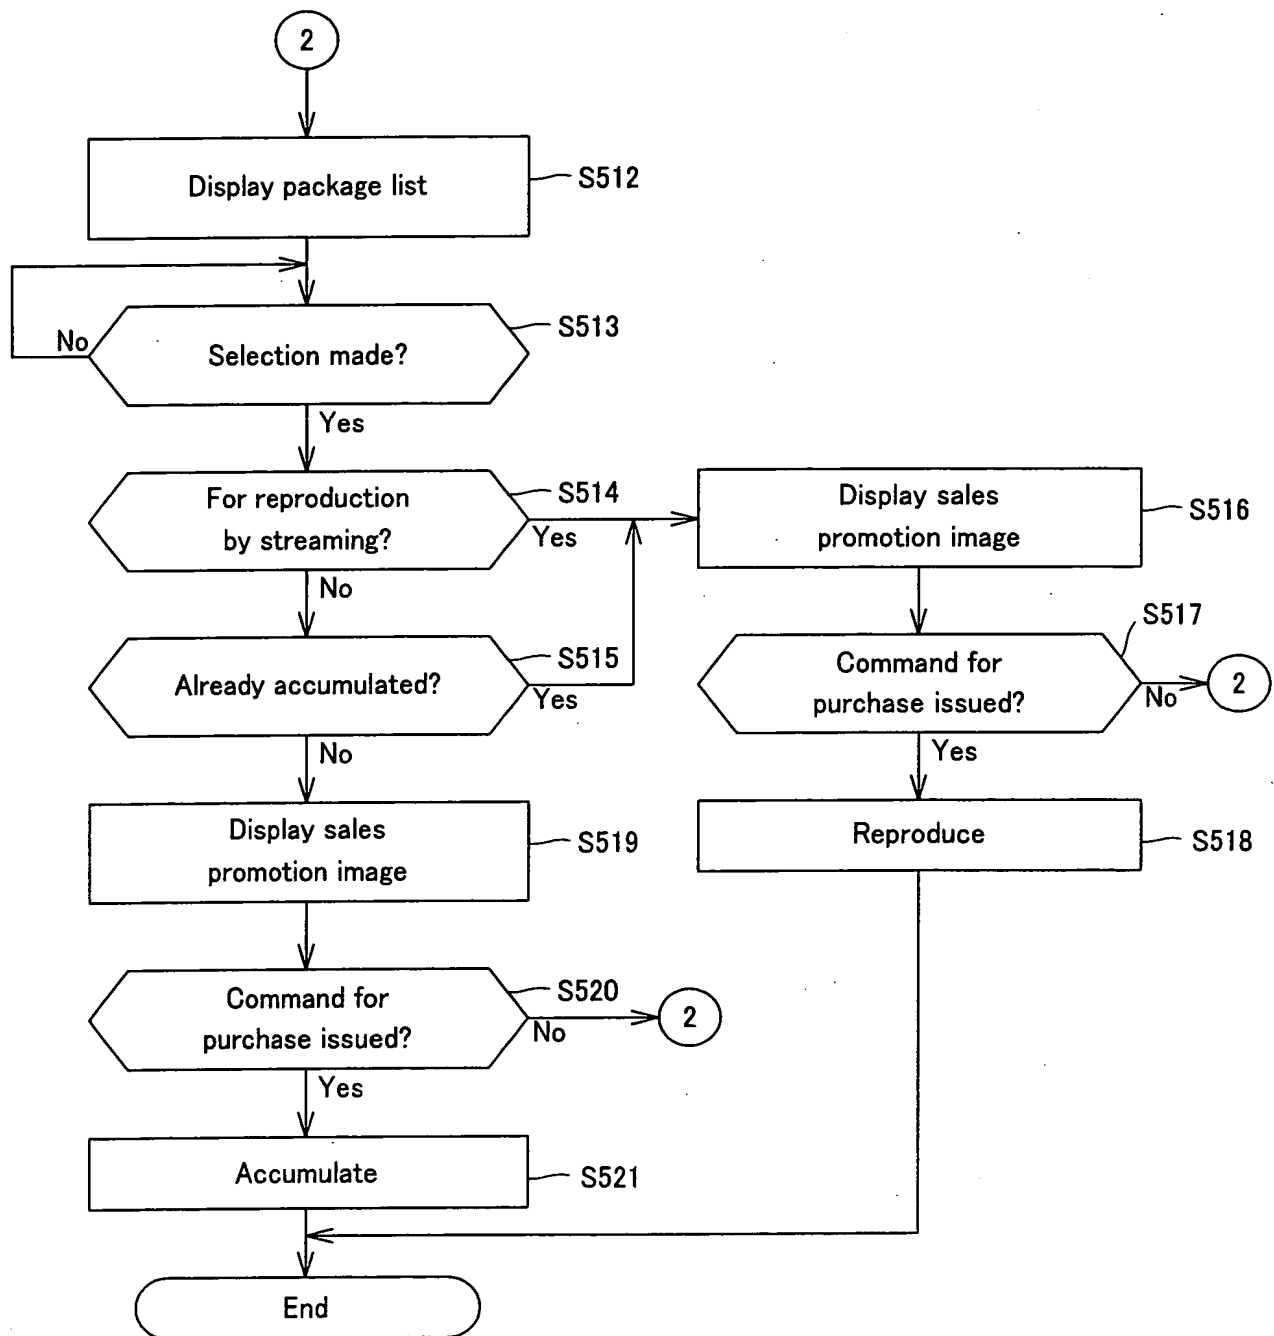 2
Display package list
S512
No
Selection made?
S513
Yes
For reproduction
by streaming?
S514
Yes
No
Already accumulated?
S515
Yes
No
Display sales
promotion image
S516
Command for
purchase issued?
S517
No
2
Yes
Reproduce
S518
Display sales
promotion image
S519
Command for
purchase issued?
S520
No
2
Yes
Accumulate
S521
End